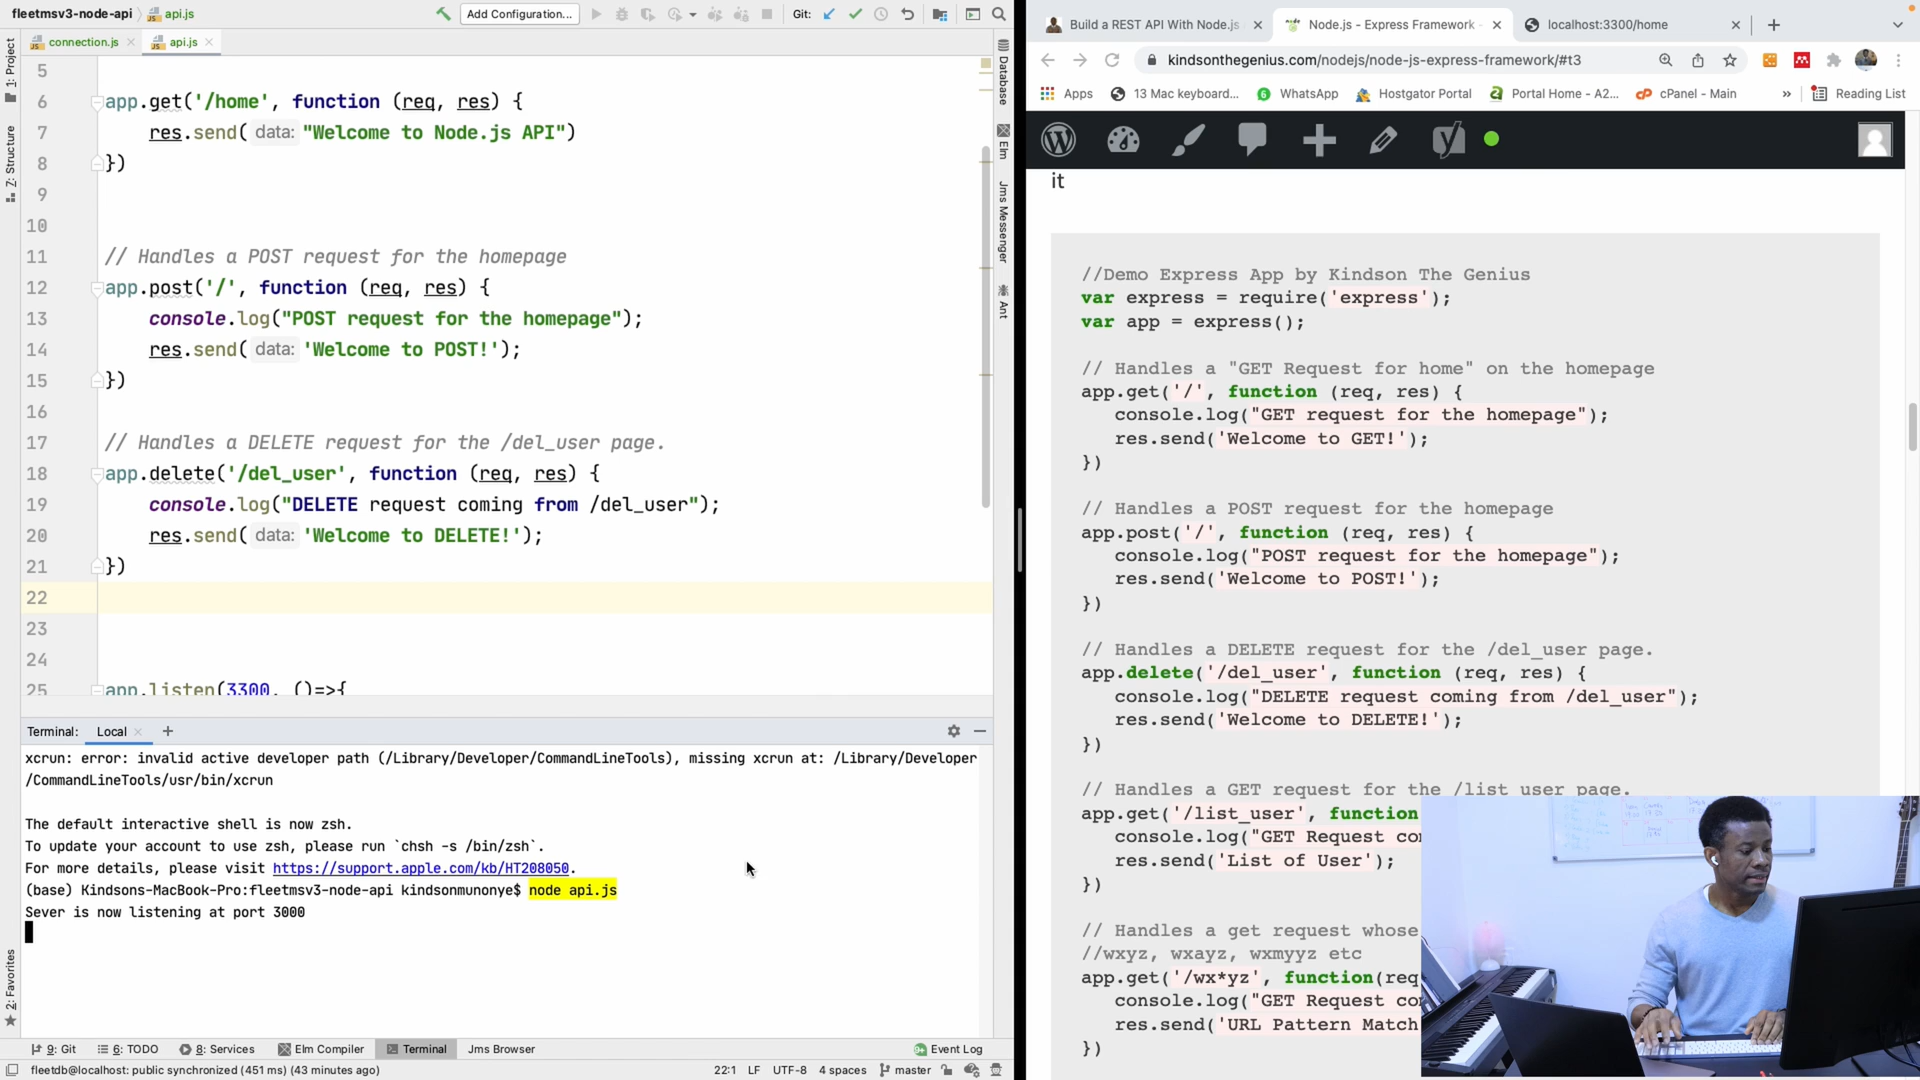 fleetmsv3-node-api
api.js
Add Configuration...
Git:
connection.js
api.js
5
6 app.get('/home', function (req, res) {
7 res.send( data: "Welcome to Node.js API")
8 })
9
10
11 // Handles a POST request for the homepage
12 app.post('/', function (req, res) {
13 console.log("POST request for the homepage");
14 res.send( data: 'Welcome to POST!');
15 })
16
17 // Handles a DELETE request for the /del_user page.
18 app.delete('/del_user', function (req, res) {
19 console.log("DELETE request coming from /del_user");
20 res.send( data: 'Welcome to DELETE!');
21 })
22
23
24
25 app.listen(3300, ()=>{
1: Project
Z: Structure
2: Favorites
Database
Elm
Jms Messenger
Ant
Terminal: Local +
xcrun: error: invalid active developer path (/Library/Developer/CommandLineTools), missing xcrun at: /Library/Developer
/CommandLineTools/usr/bin/xcrun
The default interactive shell is now zsh.
To update your account to use zsh, please run `chsh -s /bin/zsh`.
For more details, please visit https://support.apple.com/kb/HT208050.
(base) Kindsons-MacBook-Pro:fleetmsv3-node-api kindsonmunonye$ node api.js
Sever is now listening at port 3000
9: Git
6: TODO
8: Services
Elm Compiler
Terminal
Jms Browser
Event Log
fleetdb@localhost: public synchronized (451 ms) (43 minutes ago)
22:1 LF UTF-8 4 spaces master
Build a REST API With Node.js
Node.js - Express Framework -
localhost:3300/home
kindsonthegenius.com/nodejs/node-js-express-framework/#t3
Apps
13 Mac keyboard...
WhatsApp
Hostgator Portal
Portal Home - A2...
cPanel - Main
»
Reading List
it
//Demo Express App by Kindson The Genius
var express = require('express');
var app = express();
// Handles a "GET Request for home" on the homepage
app.get('/', function (req, res) {
console.log("GET request for the homepage");
res.send('Welcome to GET!');
})
// Handles a POST request for the homepage
app.post('/', function (req, res) {
console.log("POST request for the homepage");
res.send('Welcome to POST!');
})
// Handles a DELETE request for the /del_user page.
app.delete('/del_user', function (req, res) {
console.log("DELETE request coming from /del_user");
res.send('Welcome to DELETE!');
})
// Handles a GET request for the /list_user page.
app.get('/list_user', function
console.log("GET Request co
res.send('List of User');
})
// Handles a get request whose
//wxyz, wxayz, wxmyyz etc
app.get('/wx*yz', function(req
console.log("GET Request co
res.send('URL Pattern Match
})